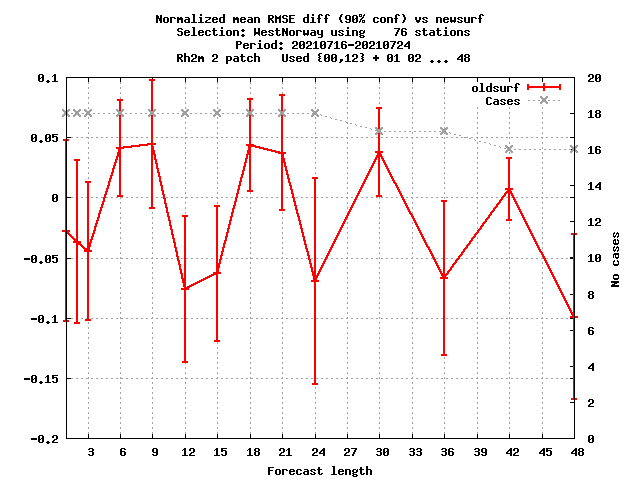 Normalized mean RMSE diff (90% conf) vs newsurf
Selection: WestNorway using    76 stations
Period: 20210716-20210724
Rh2m 2 patch   Used {00,12} + 01 02 ... 48
oldsurf
Cases
0.1
0.05
0
-0.05
-0.1
-0.15
-0.2
20
18
16
14
12
10
8
6
4
2
0
No cases
3 6 9 12 15 18 21 24 27 30 33 36 39 42 45 48
Forecast length